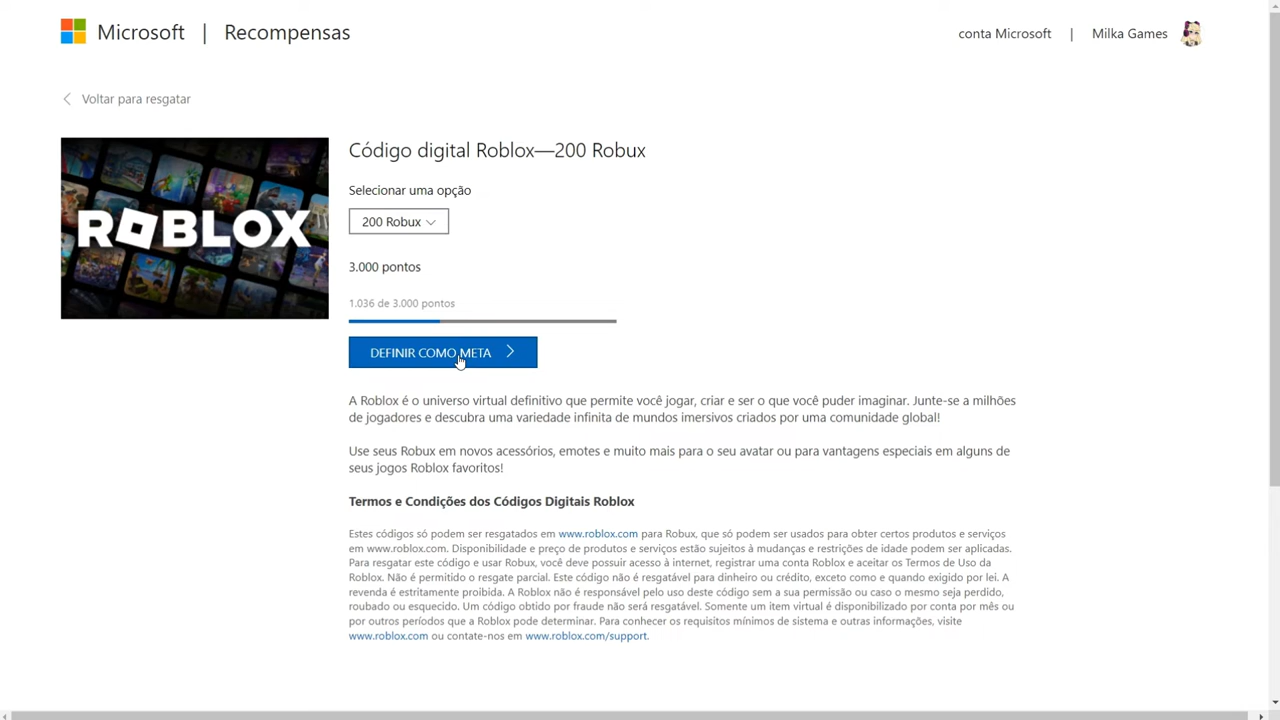 Microsoft | Recompensas
conta Microsoft | Milka Games
Voltar para resgatar
ROBLOX
Código digital Roblox—200 Robux
Selecionar uma opção
200 Robux
3.000 pontos
1.036 de 3.000 pontos
DEFINIR COMO META
A Roblox é o universo virtual definitivo que permite você jogar, criar e ser o que você puder imaginar. Junte-se a milhões
de jogadores e descubra uma variedade infinita de mundos imersivos criados por uma comunidade global!
Use seus Robux em novos acessórios, emotes e muito mais para o seu avatar ou para vantagens especiais em alguns de
seus jogos Roblox favoritos!
Termos e Condições dos Códigos Digitais Roblox
Estes códigos só podem ser resgatados em www.roblox.com para Robux, que só podem ser usados para obter certos produtos e serviços
em www.roblox.com. Disponibilidade e preço de produtos e serviços estão sujeitos à mudanças e restrições de idade podem ser aplicadas.
Para resgatar este código e usar Robux, você deve possuir acesso à internet, registrar uma conta Roblox e aceitar os Termos de Uso da
Roblox. Não é permitido o resgate parcial. Este código não é resgatável para dinheiro ou crédito, exceto como e quando exigido por lei. A
revenda é estritamente proibida. A Roblox não é responsável pelo uso deste código sem a sua permissão ou caso o mesmo seja perdido,
roubado ou esquecido. Um código obtido por fraude não será resgatável. Somente um item virtual é disponibilizado por conta por mês ou
por outros períodos que a Roblox pode determinar. Para conhecer os requisitos mínimos de sistema e outras informações, visite
www.roblox.com ou contate-nos em www.roblox.com/support.